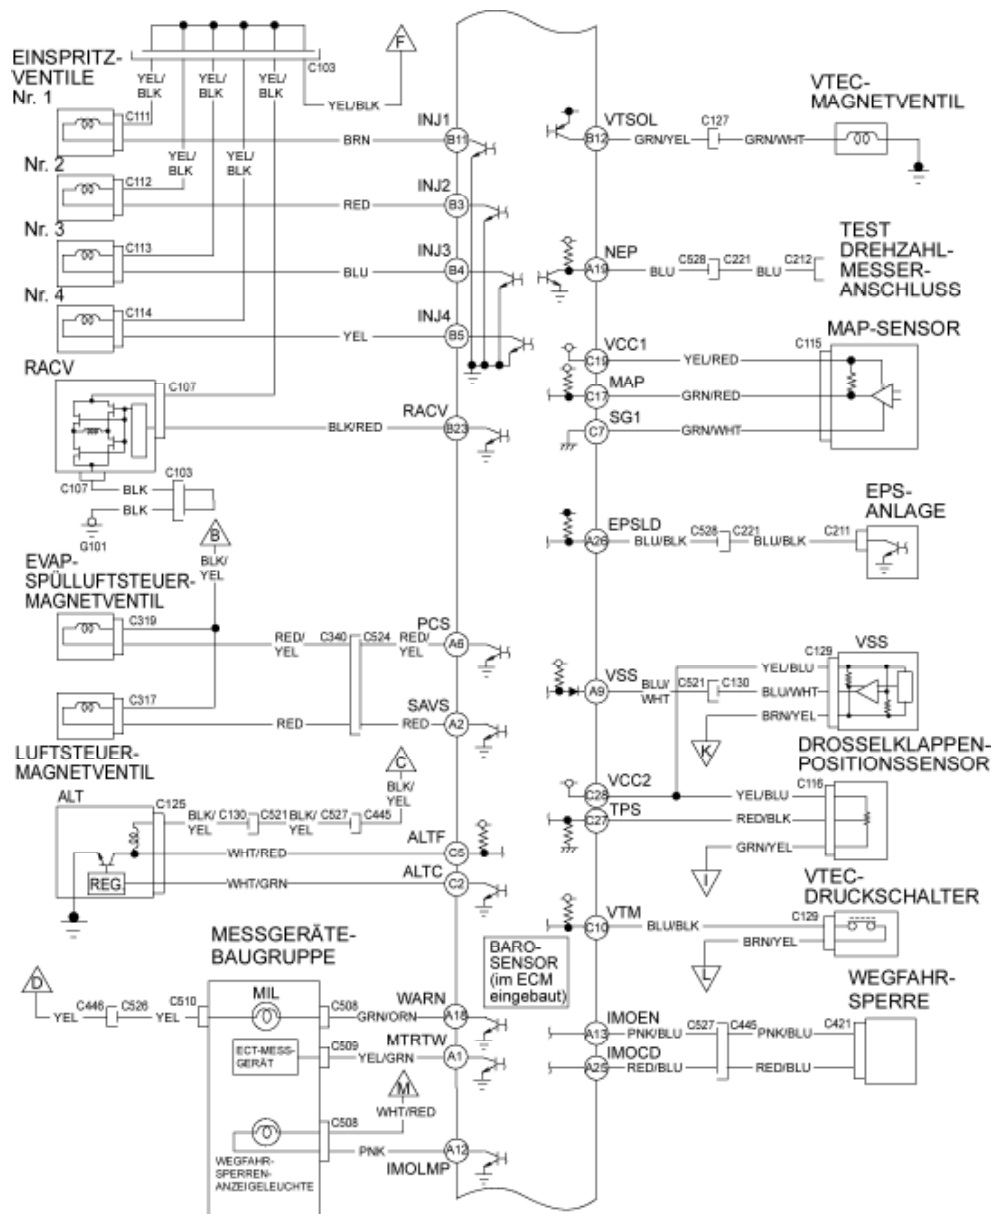 EINSPRITZ-
VENTILE
Nr. 1
C103
F
YEL/
BLK
YEL/
BLK
YEL/
BLK
YEL/BLK
C111
BRN
INJ1
B11
Nr. 2
YEL/
BLK
YEL/
BLK
C112
RED
INJ2
B3
Nr. 3
C113
BLU
INJ3
B4
Nr. 4
C114
YEL
INJ4
B5
RACV
C107
BLK/RED
RACV
B23
C107
C103
BLK
BLK
G101
B
BLK/
YEL
EVAP-
SPÜLLUFTSTEUER-
MAGNETVENTIL
C319
RED/
YEL
C340
C524
RED/
YEL
PCS
A6
C317
RED
RED
SAVS
A2
LUFTSTEUER-
MAGNETVENTIL
C
BLK/
YEL
ALT
C125
BLK/
YEL
C130
C521
BLK/
YEL
C527
C445
WHT/RED
ALTF
C5
REG.
WHT/GRN
ALTC
C2
MESSGERÄTE-
BAUGRUPPE
D
YEL
C446
C526
YEL
C510
MIL
C508
GRN/ORN
WARN
A18
ECT-MESS-
GERÄT
C509
YEL/GRN
MTRTW
A1
M
WHT/RED
C508
PNK
A12
IMOLMP
WEGFAHR-
SPERREN-
ANZEIGELEUCHTE
BARO-
SENSOR
(im ECM
eingebaut)
VTEC-
MAGNETVENTIL
VTSOL
B12
GRN/YEL
C127
GRN/WHT
TEST
DREHZAHL-
MESSER-
ANSCHLUSS
NEP
A19
BLU
C528
C221
BLU
C212
MAP-SENSOR
VCC1
C19
YEL/RED
C115
MAP
C17
GRN/RED
SG1
C7
GRN/WHT
EPS-
ANLAGE
EPSLD
A26
BLU/BLK
C528
C221
BLU/BLK
C211
VSS
C129
YEL/BLU
VSS
A9
BLU/
WHT
C521
C130
BLU/WHT
BRN/YEL
K
DROSSELKLAPPEN-
POSITIONSSENSOR
VCC2
C28
YEL/BLU
C116
TPS
C27
RED/BLK
GRN/YEL
I
VTEC-
DRUCKSCHALTER
VTM
C10
BLU/BLK
C129
BRN/YEL
L
WEGFAHR-
SPERRE
IMOEN
A13
PNK/BLU
C527
C445
PNK/BLU
C421
IMOCD
A25
RED/BLU
RED/BLU